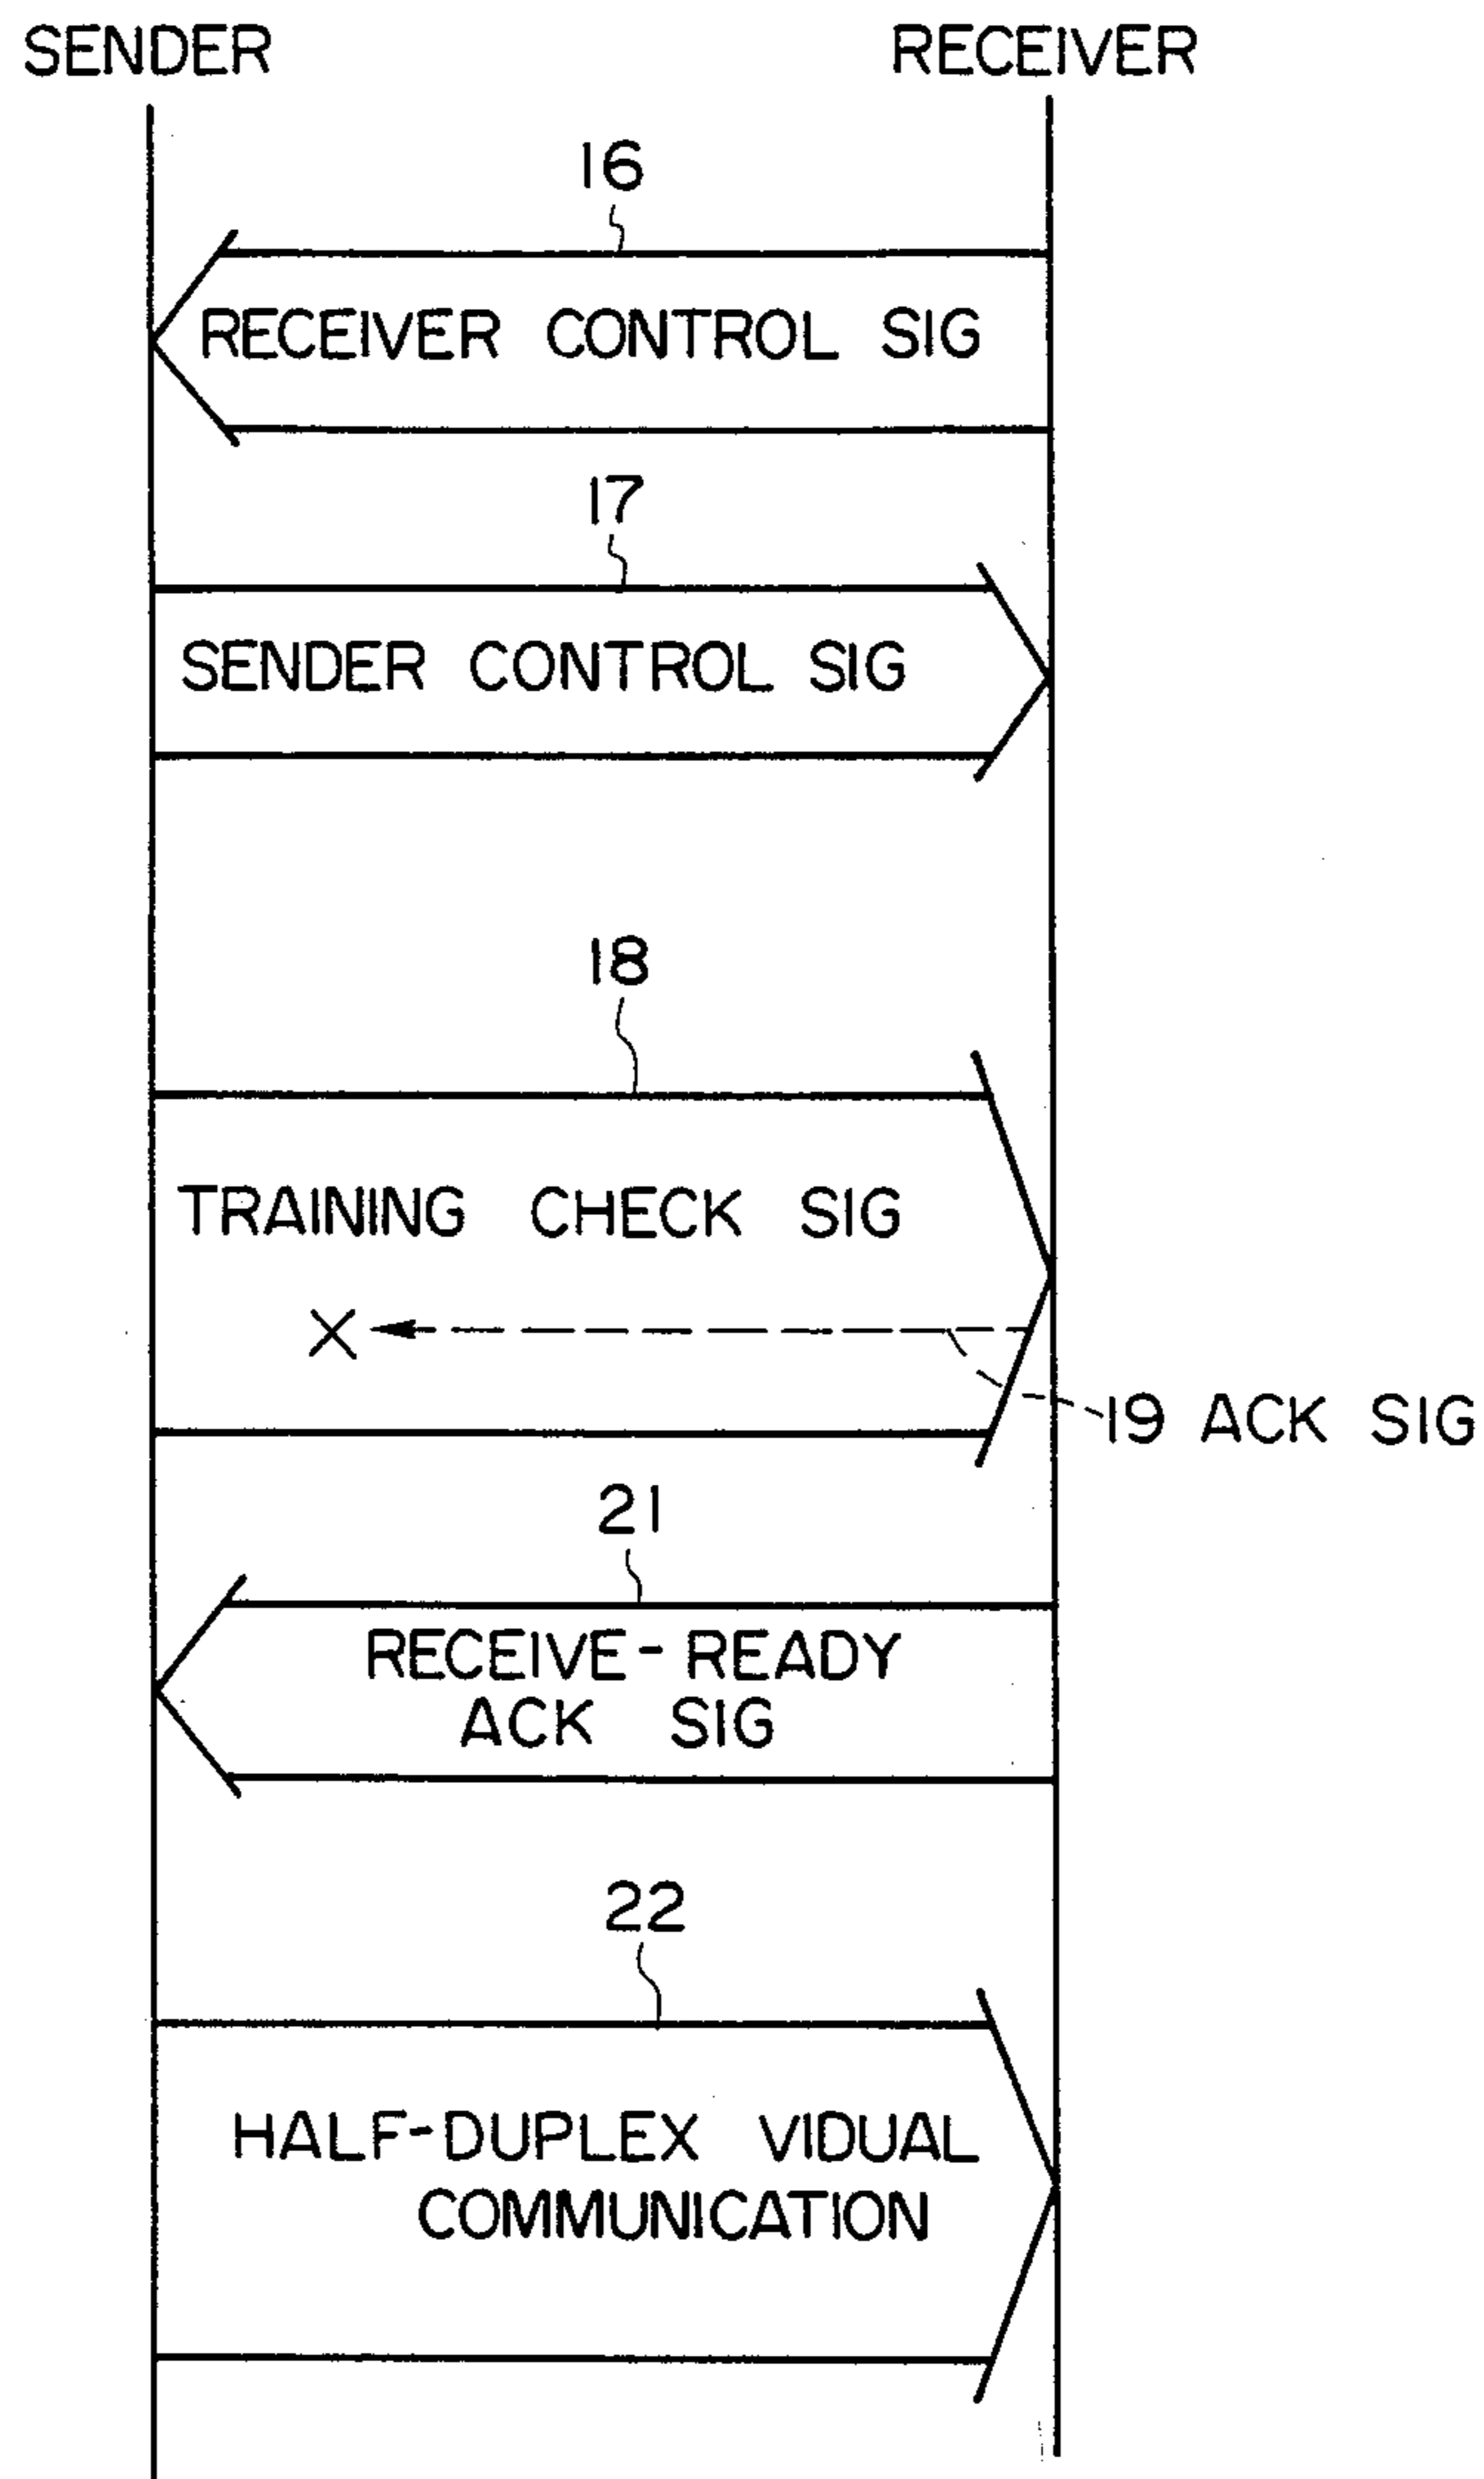 SENDER
RECEIVER
16
RECEIVER CONTROL SIG
17
SENDER CONTROL SIG
18
TRAINING CHECK SIG
19 ACK SIG
21
RECEIVE-READY
ACK SIG
22
HALF-DUPLEX VIDUAL
COMMUNICATION